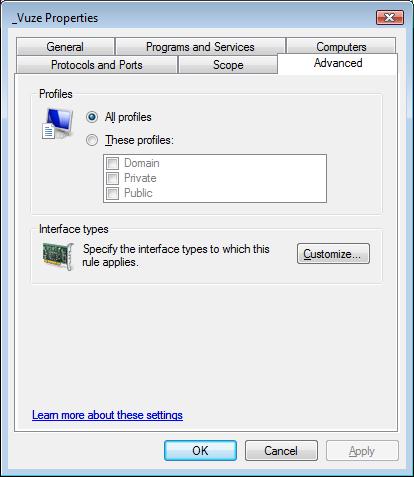 _Vuze Properties
General
Programs and Services
Computers
Protocols and Ports
Scope
Advanced
Profiles
All profiles
These profiles:
Domain
Private
Public
Interface types
Specify the interface types to which this
rule applies.
Customize...
Learn more about these settings
OK
Cancel
Apply